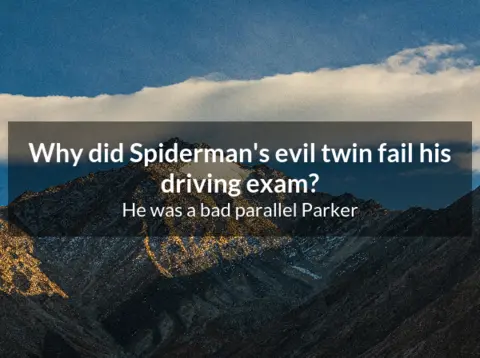 Why did Spiderman's evil twin fail his
driving exam?
He was a bad parallel Parker